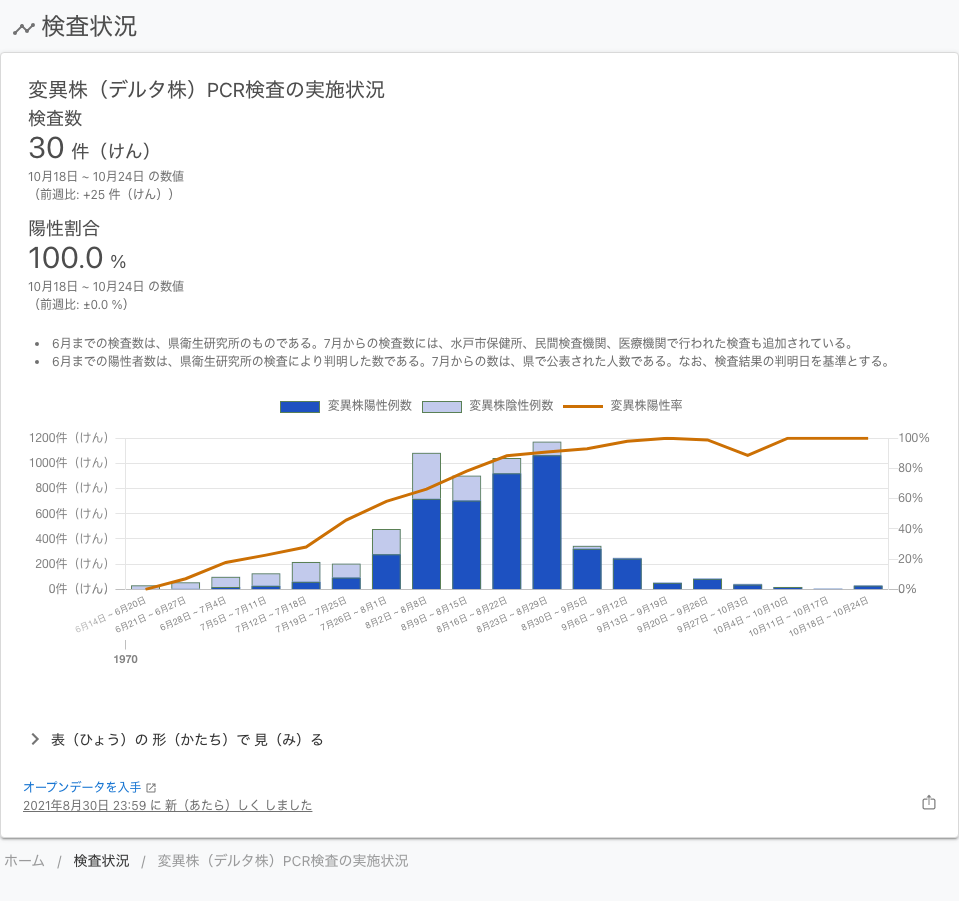 検査状況
変異株（デルタ株）PCR検査の実施状況
検査数
30 件（けん）
10月18日 ~ 10月24日 の数値
（前週比: +25 件（けん））
陽性割合
100.0 %
10月18日 ~ 10月24日 の数値
（前週比: ±0.0 %）
• 6月までの検査数は、県衛生研究所のものである。7月からの検査数には、水戸市保健所、民間検査機関、医療機関で行われた検査も追加されている。
• 6月までの陽性者数は、県衛生研究所の検査により判明した数である。7月からの数は、県で公表された人数である。なお、検査結果の判明日を基準とする。
変異株陽性例数 変異株陰性例数 変異株陽性率
1200件（けん）
1000件（けん）
800件（けん）
600件（けん）
400件（けん）
200件（けん）
0件（けん）
100%
80%
60%
40%
20%
0%
6月14日 ~ 6月20日
6月21日 ~ 6月27日
6月28日 ~ 7月4日
7月5日 ~ 7月11日
7月12日 ~ 7月18日
7月19日 ~ 7月25日
7月26日 ~ 8月1日
8月2日 ~ 8月8日
8月9日 ~ 8月15日
8月16日 ~ 8月22日
8月23日 ~ 8月29日
8月30日 ~ 9月5日
9月6日 ~ 9月12日
9月13日 ~ 9月19日
9月20日 ~ 9月26日
9月27日 ~ 10月3日
10月4日 ~ 10月10日
10月11日 ~ 10月17日
10月18日 ~ 10月24日
1970
表（ひょう）の 形（かたち）で 見（み）る
オープンデータを入手
2021年8月30日 23:59 に 新（あたら）しく しました
ホーム / 検査状況 / 変異株（デルタ株）PCR検査の実施状況